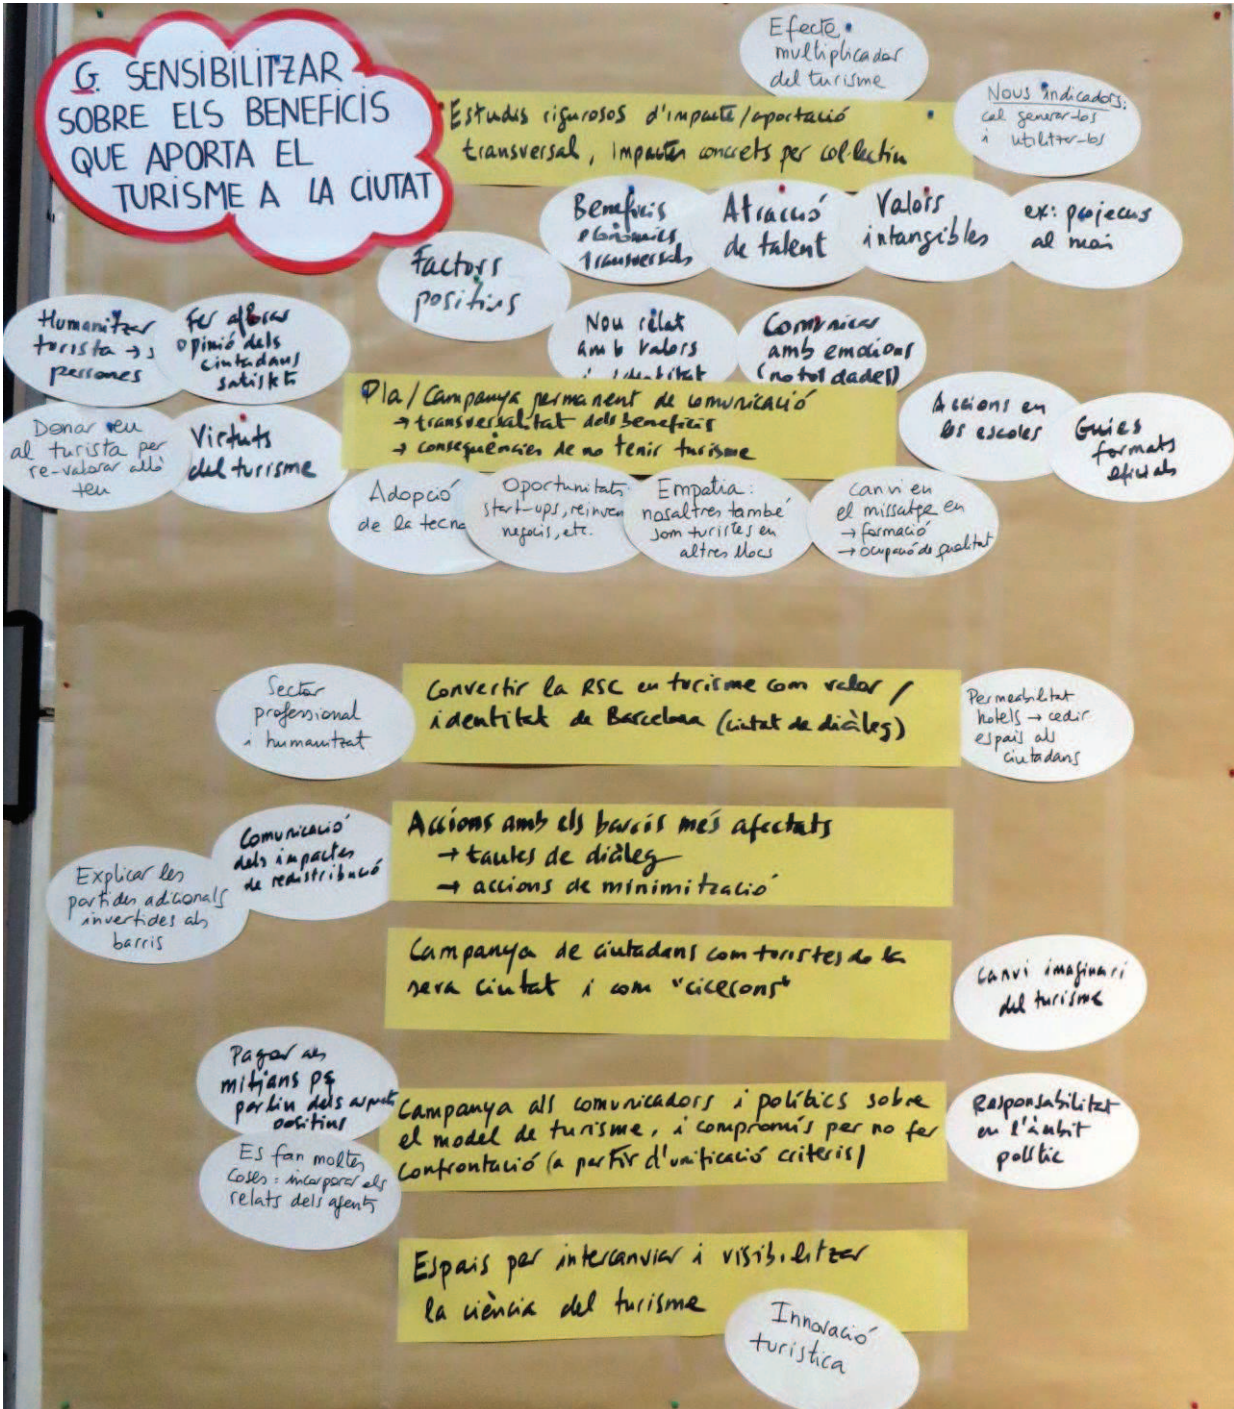 G. SENSIBILITZAR
SOBRE ELS BENEFICIS
QUE APORTA EL
TURISME A LA CIUTAT
Efecte
multiplicador
del turisme
Nous indicadors:
cal generar-los
i utilitzar-los
Estudis rigurosos d'impacte/aportació
transversal, impactes concrets per col·lectiu
Beneficis
econòmics
transversals
Atracció
de talent
Valors
intangibles
ex: projecus
al món
Factors
positius
Humanitzar
turista → s
persones
Fer aflorar
opinió dels
ciutadans
satisfets
Nou relat
amb valors
i identitat
Comunicar
amb emocions
(no tot dades)
Pla/Campanya permanent de comunicació
→ transversalitat dels beneficis
→ conseqüències de no tenir turisme
Accions en
les escoles
Guies
formats
oficials
Donar veu
al turista per
re-valorar allò
teu
Virtuts
del turisme
Adopció
de la tecno
Oportunitats
start-ups, reinven
negocis, etc.
Empatia:
nosaltres també
som turistes en
altres llocs
Canvi en
el missatge en
→ formació
→ ocupació de qualitat
Sector
professional
i humanitzat
Convertir la RSC en turisme com valor /
identitat de Barcelona (ciutat de diàleg)
Permeabilitat
hotels → cedir
espais als
ciutadans
Comunicació
dels impactes
de redistribució
Explicar les
partides adicionals
invertides als
barris
Accions amb els barris més afectats
→ taules de diàleg
→ accions de minimització
Campanya de ciutadans com turistes de la
seva ciutat i com "cicerons"
Canvi imaginari
del turisme
Pagar als
mitjans pq
parlin dels aspectes
positius
Es fan moltes
coses: incorporar els
relats dels agents
Campanya als comunicadors i polítics sobre
el model de turisme, i compromís per no fer
confrontació (a partir d'unificació criteris)
Responsabilitat
en l'àmbit
polític
Espais per intercanviar i visibilitzar
la ciència del turisme
Innovació
turística